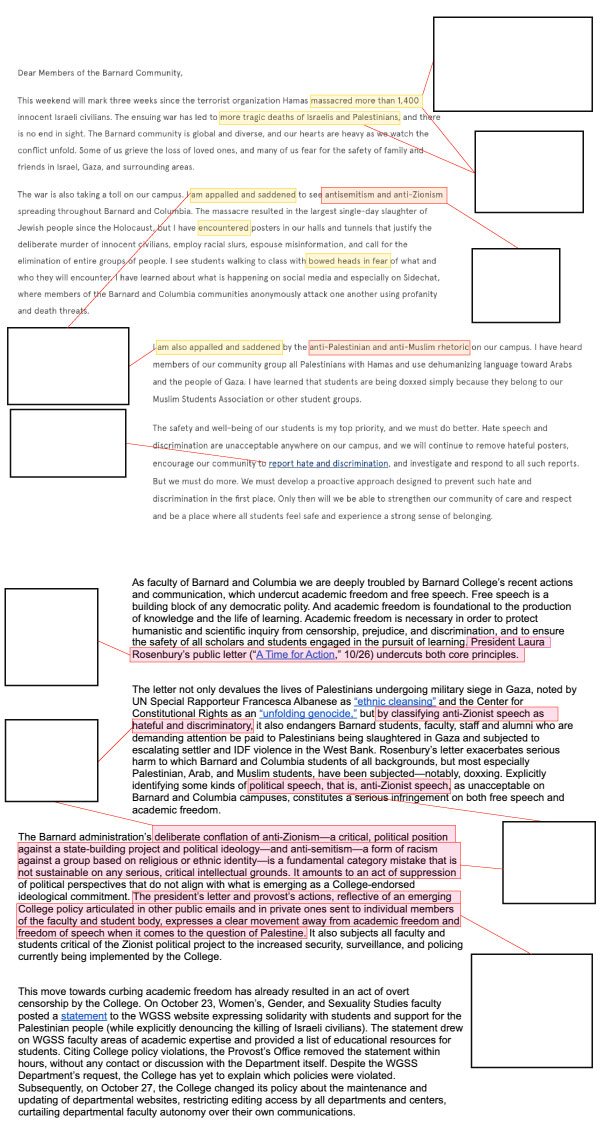 Dear Members of the Barnard Community,
This weekend will mark three weeks since the terrorist organization Hamas massacred more than 1,400
innocent Israeli civilians. The ensuing war has led to more tragic deaths of Israelis and Palestinians, and there
is no end in sight. The Barnard community is global and diverse, and our hearts are heavy as we watch the
conflict unfold. Some of us grieve the loss of loved ones, and many of us fear for the safety of family and
friends in Israel, Gaza, and surrounding areas.
The war is also taking a toll on our campus. I am appalled and saddened to see antisemitism and anti-Zionism
spreading throughout Barnard and Columbia. The massacre resulted in the largest single-day slaughter of
Jewish people since the Holocaust, but I have encountered posters in our halls and tunnels that justify the
deliberate murder of innocent civilians, employ racial slurs, espouse misinformation, and call for the
elimination of entire groups of people. I see students walking to class with bowed heads in fear of what and
who they will encounter. I have learned about what is happening on social media and especially on Sidechat,
where members of the Barnard and Columbia communities anonymously attack one another using profanity
and death threats.
I am also appalled and saddened by the anti-Palestinian and anti-Muslim rhetoric on our campus. I have heard
members of our community group all Palestinians with Hamas and use dehumanizing language toward Arabs
and the people of Gaza. I have learned that students are being doxxed simply because they belong to our
Muslim Students Association or other student groups.
The safety and well-being of our students is my top priority, and we must do better. Hate speech and
discrimination are unacceptable anywhere on our campus, and we will continue to remove hateful posters,
encourage our community to report hate and discrimination, and investigate and respond to all such reports.
But we must do more. We must develop a proactive approach designed to prevent such hate and
discrimination in the first place. Only then will we be able to strengthen our community of care and respect
and be a place where all students feel safe and experience a strong sense of belonging.
As faculty of Barnard and Columbia we are deeply troubled by Barnard College's recent actions
and communication, which undercut academic freedom and free speech. Free speech is a
building block of any democratic polity. And academic freedom is foundational to the production
of knowledge and the life of learning. Academic freedom is necessary in order to protect
humanistic and scientific inquiry from censorship, prejudice, and discrimination, and to ensure
the safety of all scholars and students engaged in the pursuit of learning. President Laura
Rosenbury's public letter ("A Time for Action," 10/26) undercuts both core principles.
The letter not only devalues the lives of Palestinians undergoing military siege in Gaza, noted by
UN Special Rapporteur Francesca Albanese as "ethnic cleansing" and the Center for
Constitutional Rights as an "unfolding genocide," but by classifying anti-Zionist speech as
hateful and discriminatory, it also endangers Barnard students, staff and alumni who are
demanding attention be paid to Palestinians being slaughtered in Gaza and subjected to
escalating settler and IDF violence in the West Bank. Rosenbury's letter exacerbates serious
harm to which Barnard and Columbia students of all backgrounds, but most especially
Palestinian, Arab, and Muslim students, have been subjected—notably, doxxing. Explicitly
identifying some kinds of political speech, that is, anti-Zionist speech, as unacceptable on
Barnard and Columbia campuses, constitutes a serious infringement on both free speech and
academic freedom.
The Barnard administration's deliberate conflation of anti-Zionism—a critical, political position
against a state-building project and political ideology—and anti-semitism—a form of racism
against a group based on religious or ethnic identity—is a fundamental category mistake that is
not sustainable on any serious, critical intellectual grounds. It amounts to an act of suppression
of political perspectives that do not align with what is emerging as a College-endorsed
ideological commitment. The president's letter and provost's actions, reflective of an emerging
College policy articulated in other public emails and in private ones sent to individual members
of the faculty and student body, expresses a clear movement away from academic freedom and
freedom of speech when it comes to the question of Palestine. It also subjects all faculty and
students critical of the Zionist political project to the increased security, surveillance, and policing
currently being implemented by the College.
This move towards curbing academic freedom has already resulted in an act of overt
censorship by the College. On October 23, Women's, Gender, and Sexuality Studies faculty
posted a statement to the WGSS website expressing solidarity with students and support for the
Palestinian people (while explicitly denouncing the killing of Israeli civilians). The statement drew
on WGSS faculty areas of academic expertise and provided a list of educational resources for
students. Citing College policy violations, the Provost's Office removed the statement within
hours, without any contact or discussion with the Department itself. Despite the WGSS
Department's request, the College has yet to explain which policies were violated.
Subsequently, on October 27, the College changed its policy about the maintenance and
updating of departmental websites, restricting editing access by all departments and centers,
curtailing departmental faculty autonomy over their own communications.